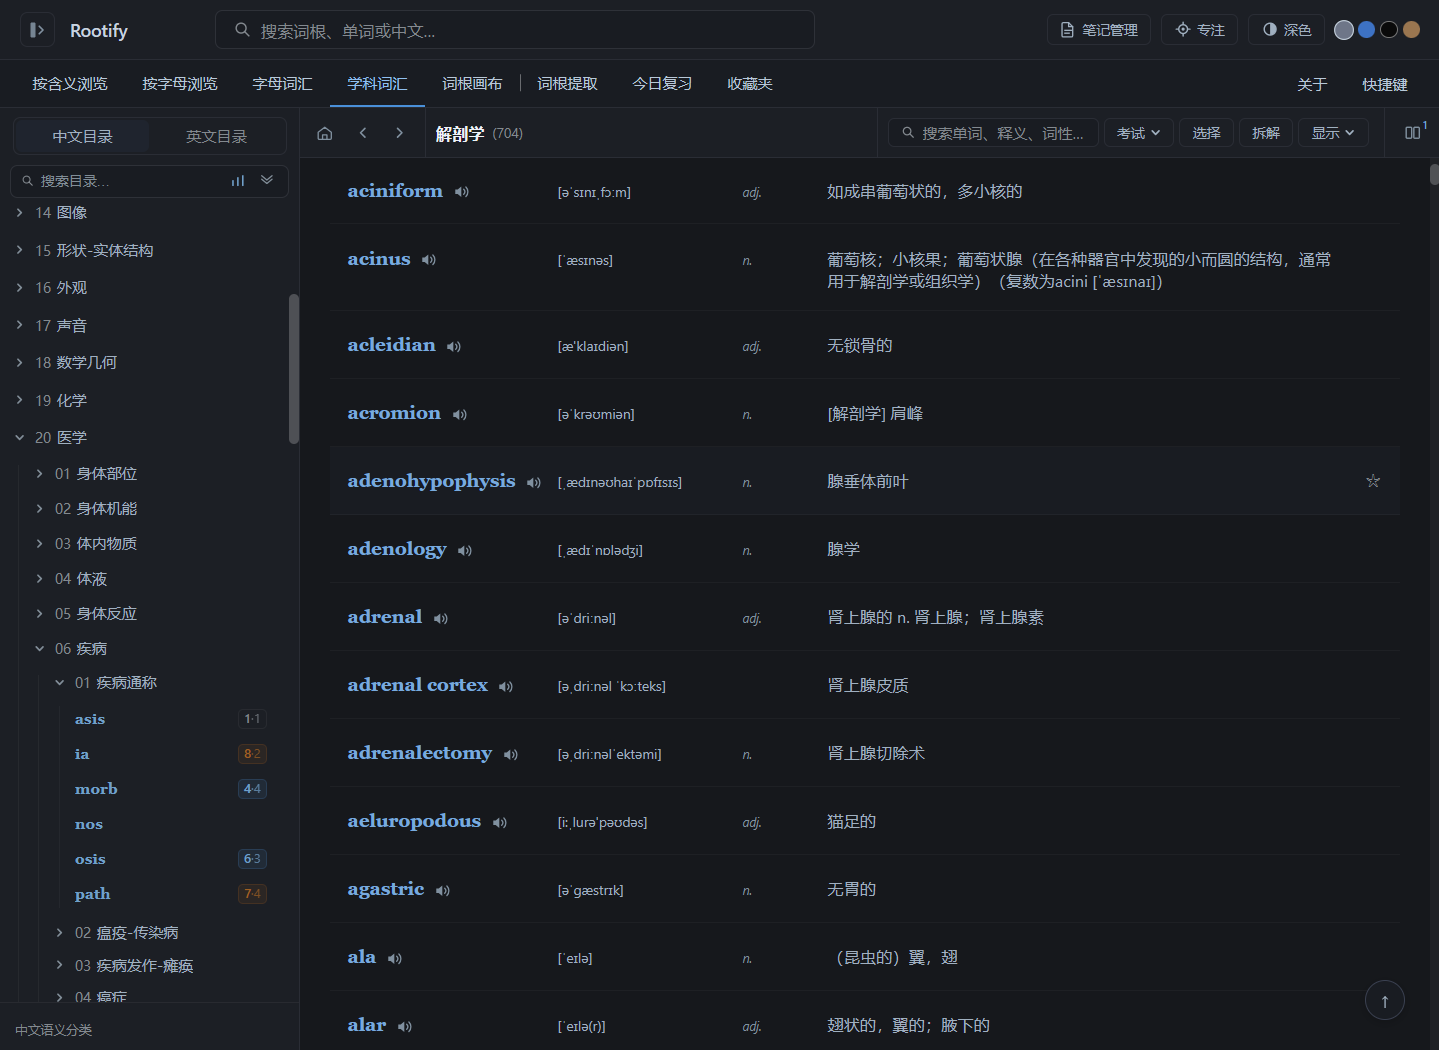 Rootify
搜索词根、单词或中文...
笔记管理
专注
深色
按含义浏览
按字母浏览
字母词汇
学科词汇
词根画布
词根提取
今日复习
收藏夹
关于
快捷键
中文目录
英文目录
搜索目录...
14 图像
15 形状-实体结构
16 外观
17 声音
18 数学几何
19 化学
20 医学
01 身体部位
02 身体机能
03 体内物质
04 体液
05 身体反应
06 疾病
01 疾病通称
asis 1·1
ia 8·2
morb 4·4
nos
osis 6·3
path 7·4
02 瘟疫-传染病
03 疾病发作-瘫痪
04 癌症
中文语义分类
解剖学 (704)
搜索单词、释义、词性...
考试
选择
拆解
显示
1
aciniform [əˈsɪnɪˌfɔːm] adj. 如成串葡萄状的，多小核的
acinus [ˈæsɪnəs] n. 葡萄核；小核果；葡萄状腺（在各种器官中发现的小而圆的结构，通常
用于解剖学或组织学）（复数为acini [ˈæsɪnaɪ]）
acleidian [æ'klaɪdiən] adj. 无锁骨的
acromion [əˈkrəʊmiən] n. [解剖学] 肩峰
adenohypophysis [ˌædɪnəʊhaɪˈpɒfɪsɪs] n. 腺垂体前叶
adenology [ˌædɪˈnɒlədʒi] n. 腺学
adrenal [əˈdriːnəl] adj. 肾上腺的 n. 肾上腺；肾上腺素
adrenal cortex [əˌdriːnəl ˈkɔːteks] 肾上腺皮质
adrenalectomy [əˌdriːnəlˈektəmi] n. 肾上腺切除术
aeluropodous [iːˌlurə'pəʊdəs] adj. 猫足的
agastric [əˈɡæstrɪk] n. 无胃的
ala [ˈeɪlə] n. （昆虫的）翼，翅
alar [ˈeɪlə(r)] adj. 翅状的，翼的；腋下的